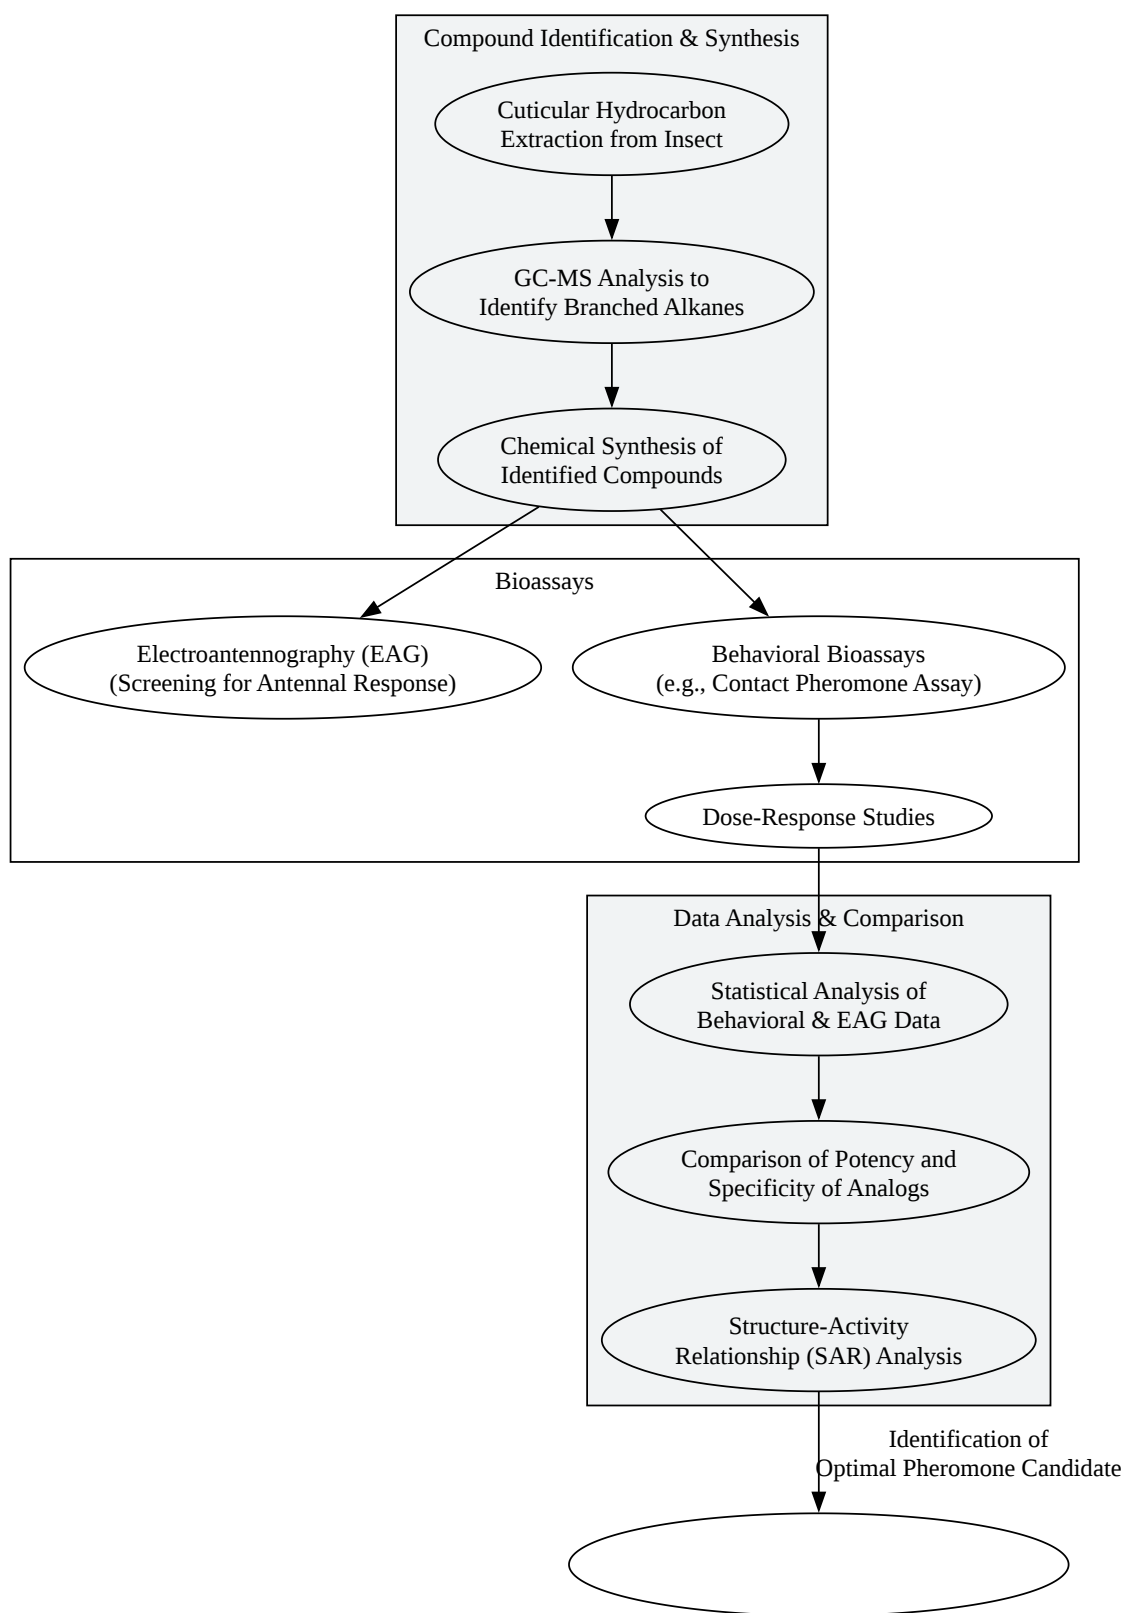 Compound Identification & Synthesis
Cuticular Hydrocarbon
Extraction from Insect
GC-MS Analysis to
Identify Branched Alkanes
Chemical Synthesis of
Identified Compounds
Bioassays
Electroantennography (EAG)
(Screening for Antennal Response)
Behavioral Bioassays
(e.g., Contact Pheromone Assay)
Dose-Response Studies
Data Analysis & Comparison
Statistical Analysis of
Behavioral & EAG Data
Comparison of Potency and
Specificity of Analogs
Structure-Activity
Relationship (SAR) Analysis
Identification of
Optimal Pheromone Candidate